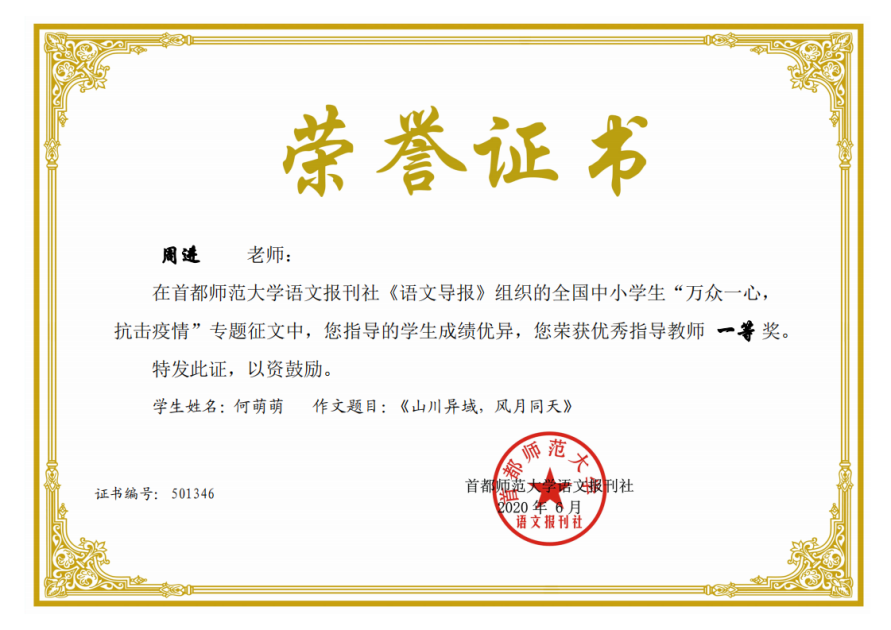 荣誉证书
周进 老师：
在首都师范大学语文报刊社《语文导报》组织的全国中小学生“万众一心，
抗击疫情”专题征文中，您指导的学生成绩优异，您荣获优秀指导教师 一等 奖。
特发此证，以资鼓励。
学生姓名：何萌萌 作文题目：《山川异域，风月同天》
证书编号： 501346
首都师范大学语文报刊社
2020 年 6 月
首都师范大学
语文报刊社